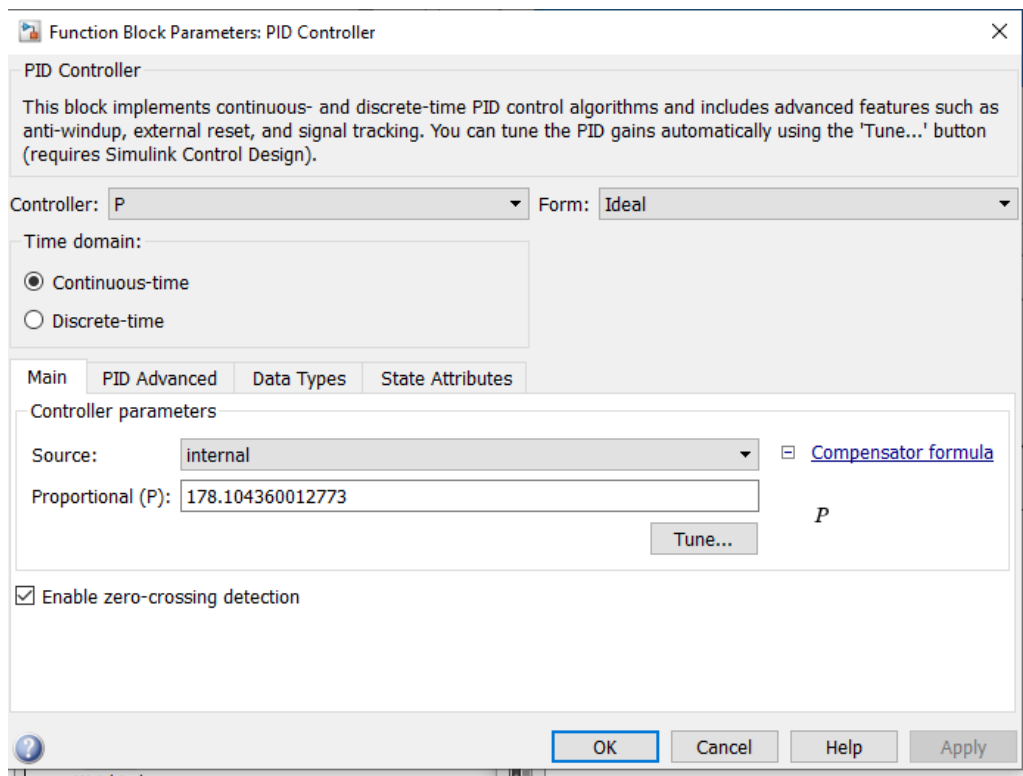 Function Block Parameters: PID Controller
PID Controller
This block implements continuous- and discrete-time PID control algorithms and includes advanced features such as
anti-windup, external reset, and signal tracking. You can tune the PID gains automatically using the 'Tune...' button
(requires Simulink Control Design).
Controller: P Form: Ideal
Time domain:
Continuous-time
Discrete-time
Main PID Advanced Data Types State Attributes
Controller parameters
Source: internal Compensator formula
Proportional (P): 178.104360012773
P
Tune...
Enable zero-crossing detection
OK Cancel Help Apply